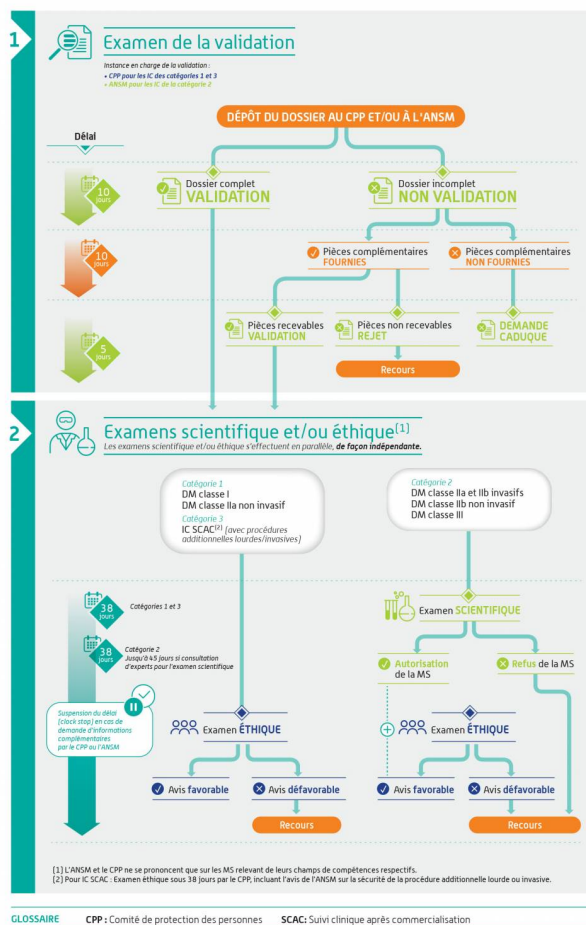 1
Examen de la validation
Instance en charge de la validation :
• CPP pour les IC des catégories 1 et 3
• ANSM pour les IC de la catégorie 2
DÉPÔT DU DOSSIER AU CPP ET/OU À L'ANSM
Délai
10
jours
Dossier complet
VALIDATION
Dossier incomplet
NON VALIDATION
10
jours
Pièces complémentaires
FOURNIES
Pièces complémentaires
NON FOURNIES
5
jours
Pièces recevables
VALIDATION
Pièces non recevables
REJET
DEMANDE
CADUQUE
Recours
2
Examens scientifique et/ou éthique[1]
Les examens scientifique et/ou éthique s'effectuent en parallèle, de façon indépendante.
Catégorie 1
DM classe I
DM classe IIa non invasif
Catégorie 3
IC SCAC[2] (avec procédures
additionnelles lourdes/invasives)
Catégorie 2
DM classe IIa et IIb invasifs
DM classe IIb non invasif
DM classe III
38
jours
Catégories 1 et 3
Examen SCIENTIFIQUE
38
jours
Catégorie 2
Jusqu'à 45 jours si consultation
d'experts pour l'examen scientifique
Autorisation
de la MS
Refus de la MS
Suspension du délai
(clock stop) en cas de
demande d'informations
complémentaires
par le CPP ou l'ANSM
Examen ÉTHIQUE
Examen ÉTHIQUE
Avis favorable
Avis défavorable
Avis favorable
Avis défavorable
Recours
Recours
[1] L'ANSM et le CPP ne se prononcent que sur les MS relevant de leurs champs de compétences respectifs.
[2] Pour IC SCAC : Examen éthique sous 38 jours par le CPP, incluant l'avis de l'ANSM sur la sécurité de la procédure additionnelle lourde ou invasive.
GLOSSAIRE CPP : Comité de protection des personnes SCAC: Suivi clinique après commercialisation